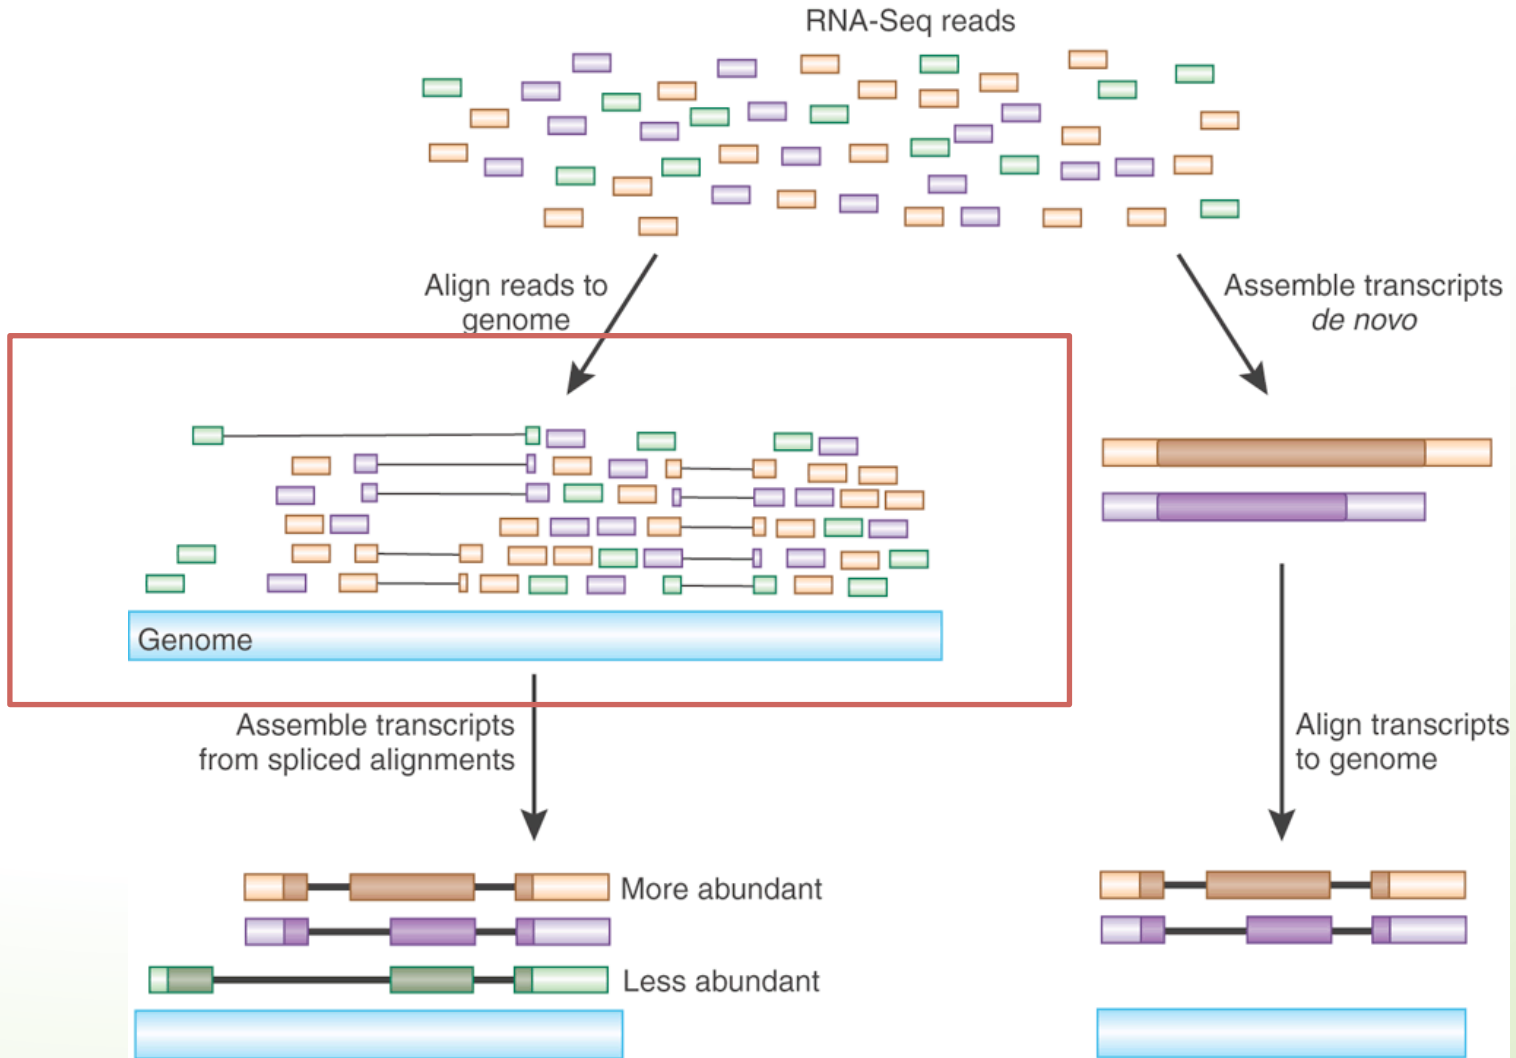 RNA-Seq reads
Align reads to
genome
Assemble transcripts
de novo
Genome
Assemble transcripts
from spliced alignments
Align transcripts
to genome
More abundant
Less abundant